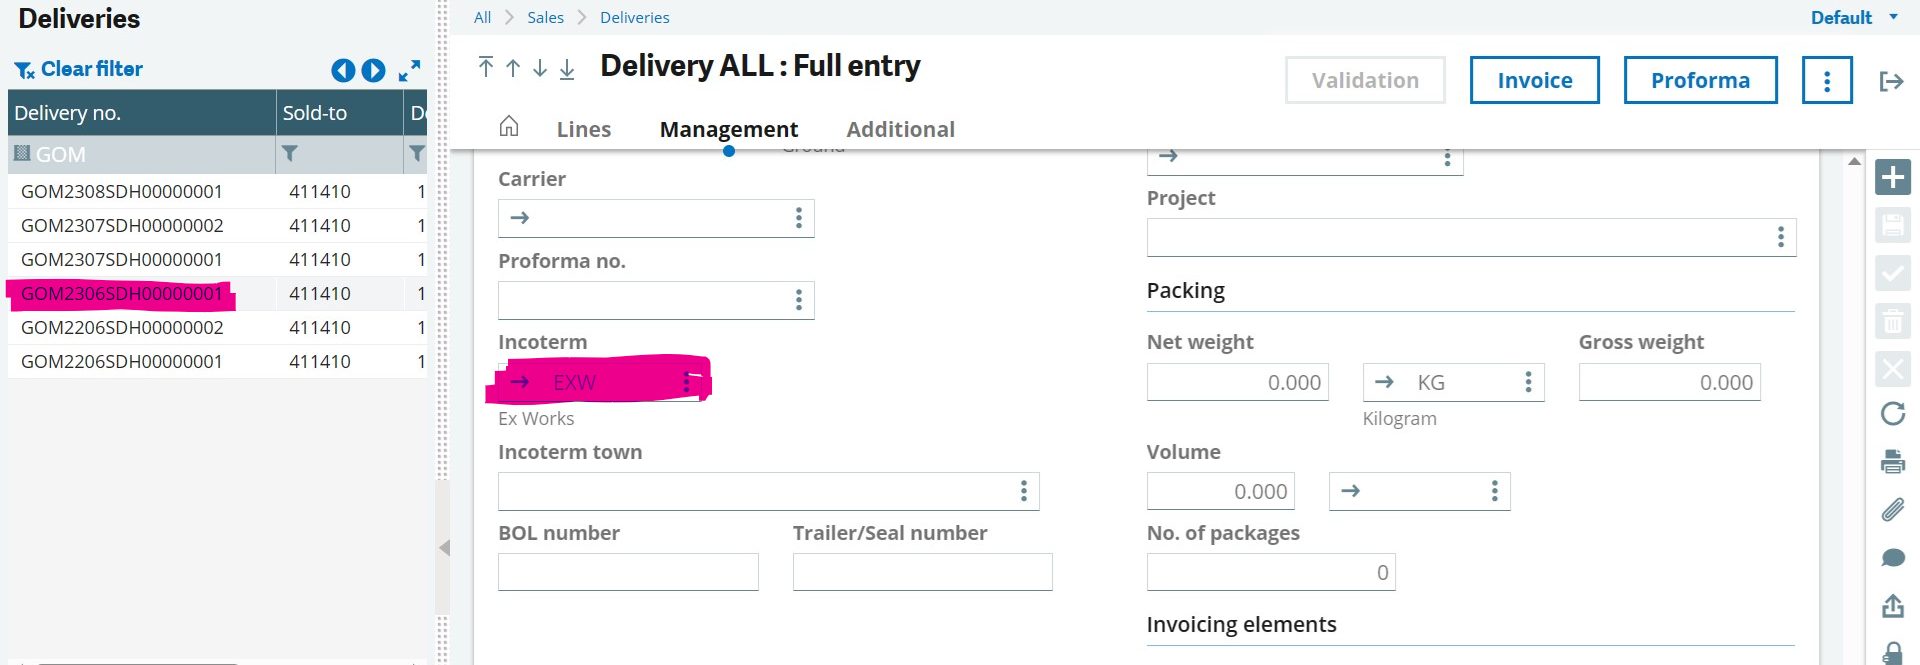 Deliveries
Clear filter
Delivery no. Sold-to
GOM
GOM2308SDH00000001 411410 1
GOM2307SDH00000002 411410 1
GOM2307SDH00000001 411410 1
GOM2306SDH00000001 411410 1
GOM2206SDH00000002 411410 1
GOM2206SDH00000001 411410 1
All Sales Deliveries
Default
Delivery ALL : Full entry
Validation Invoice Proforma
Lines Management Additional
Ground
Carrier
Proforma no.
Incoterm
EXW
Ex Works
Incoterm town
BOL number Trailer/Seal number
Project
Packing
Net weight Gross weight
0.000 KG 0.000
Kilogram
Volume
0.000
No. of packages
0
Invoicing elements